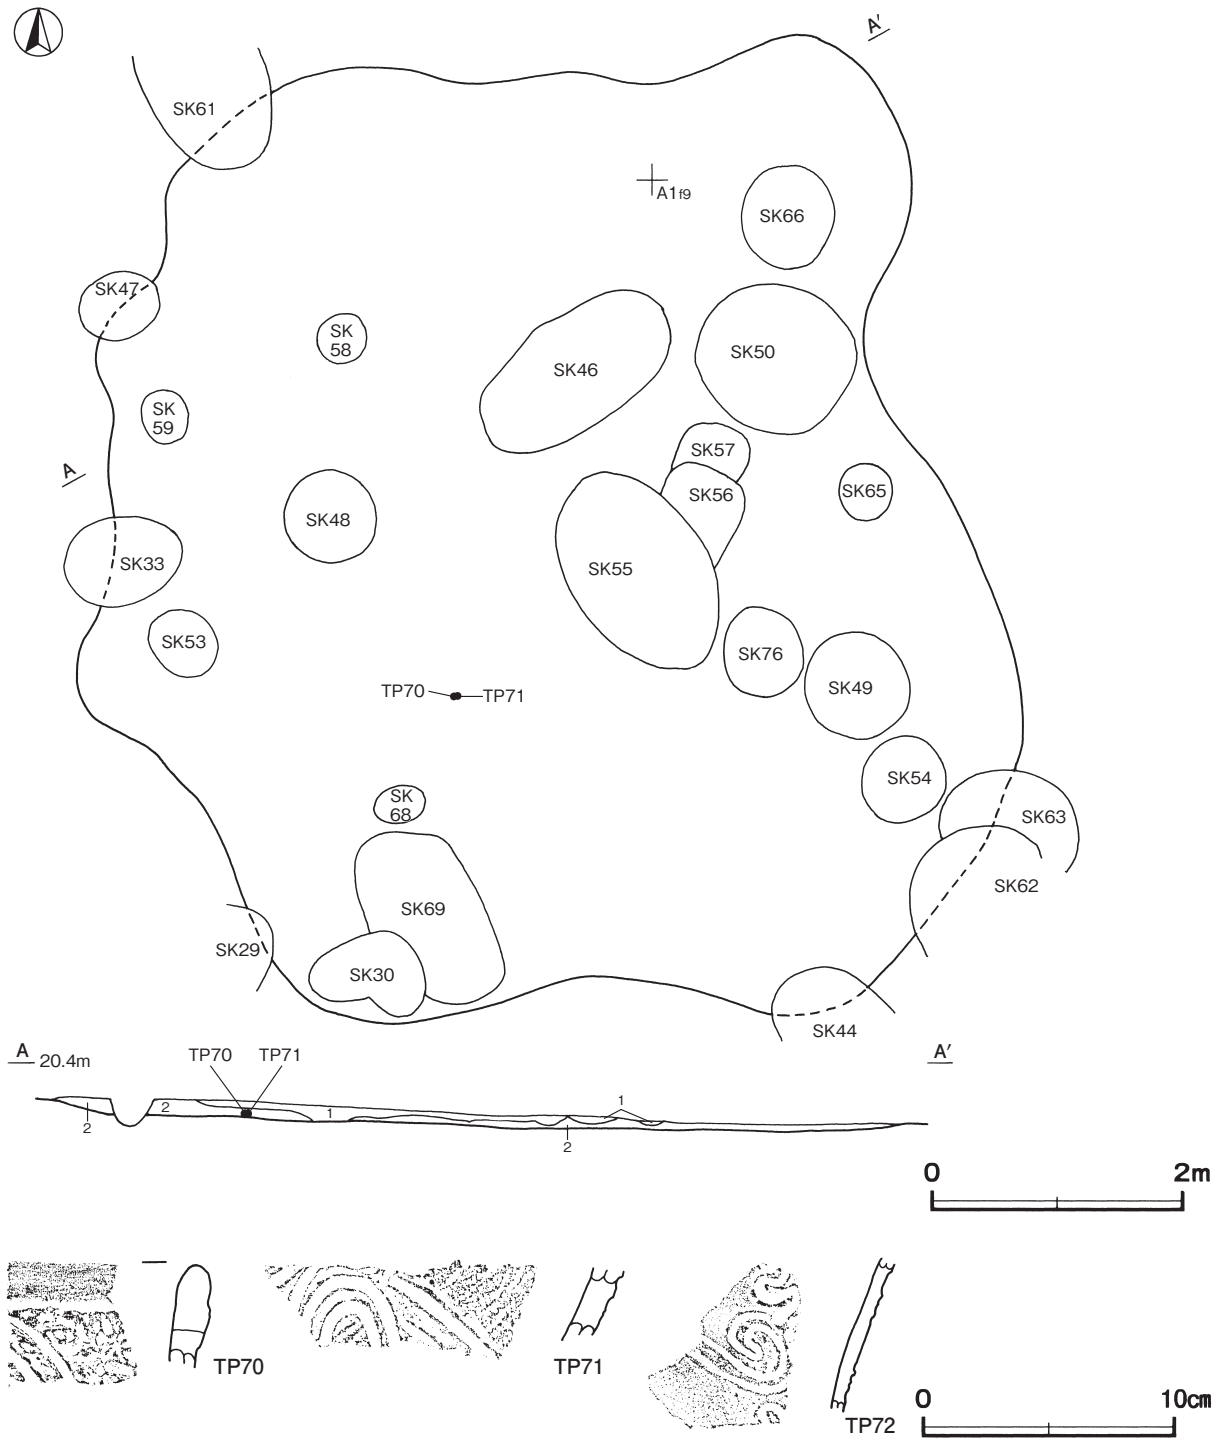 A′
SK61
A1f9
SK66
SK47
SK
58
SK46
SK50
SK
59
SK57
A
SK65
SK56
SK48
SK33
SK55
SK53
SK76
SK49
TP70
TP71
SK54
SK
68
SK63
SK62
SK69
SK29
SK30
SK44
A 20.4m
TP70 TP71
A′
2
2
1
1
2
0 2m
TP70
TP71
TP72
0 10cm